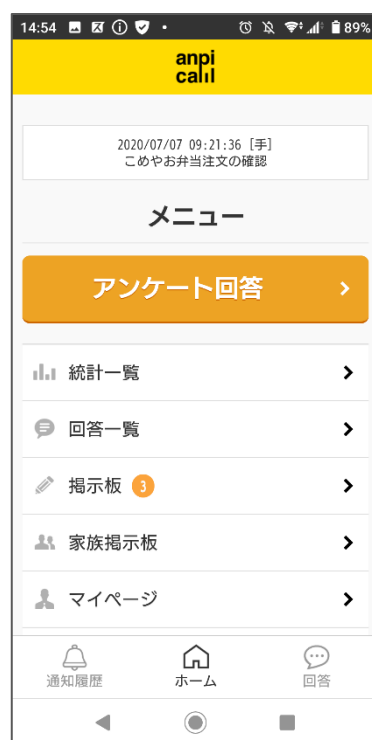 14:54
89%
anpi
call
2020/07/07 09:21:36 [手]
こめやお弁当注文の確認
メニュー
アンケート回答
統計一覧
回答一覧
掲示板 3
家族掲示板
マイページ
通知履歴
ホーム
回答